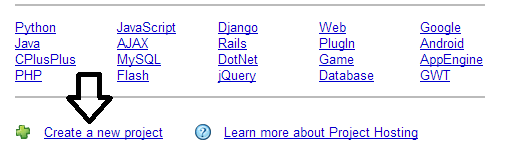 Python JavaScript Django Web Google
Java AJAX Rails PlugIn Android
CPlusPlus MySQL DotNet Game AppEngine
PHP Flash jQuery Database GWT
Create a new project Learn more about Project Hosting